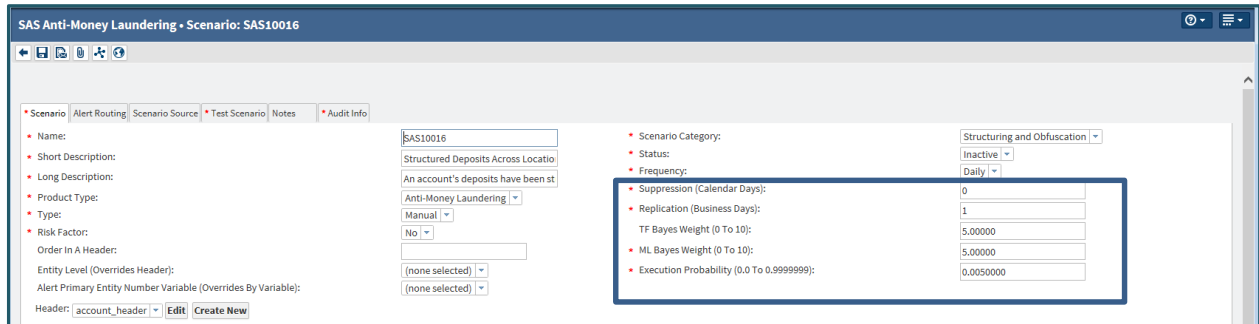 SAS Anti-Money Laundering • Scenario: SAS10016
* Scenario Alert Routing Scenario Source * Test Scenario Notes * Audit Info
* Name: SAS10016
* Short Description: Structured Deposits Across Locatio
* Long Description: An account's deposits have been st
* Product Type: Anti-Money Laundering
* Type: Manual
* Risk Factor: No
Order In A Header:
Entity Level (Overrides Header): (none selected)
Alert Primary Entity Number Variable (Overrides By Variable): (none selected)
Header: account_header Edit Create New
* Scenario Category: Structuring and Obfuscation
* Status: Inactive
* Frequency: Daily
* Suppression (Calendar Days): 0
* Replication (Business Days): 1
TF Bayes Weight (0 To 10): 5.00000
* ML Bayes Weight (0 To 10): 5.00000
* Execution Probability (0.0 To 0.9999999): 0.0050000